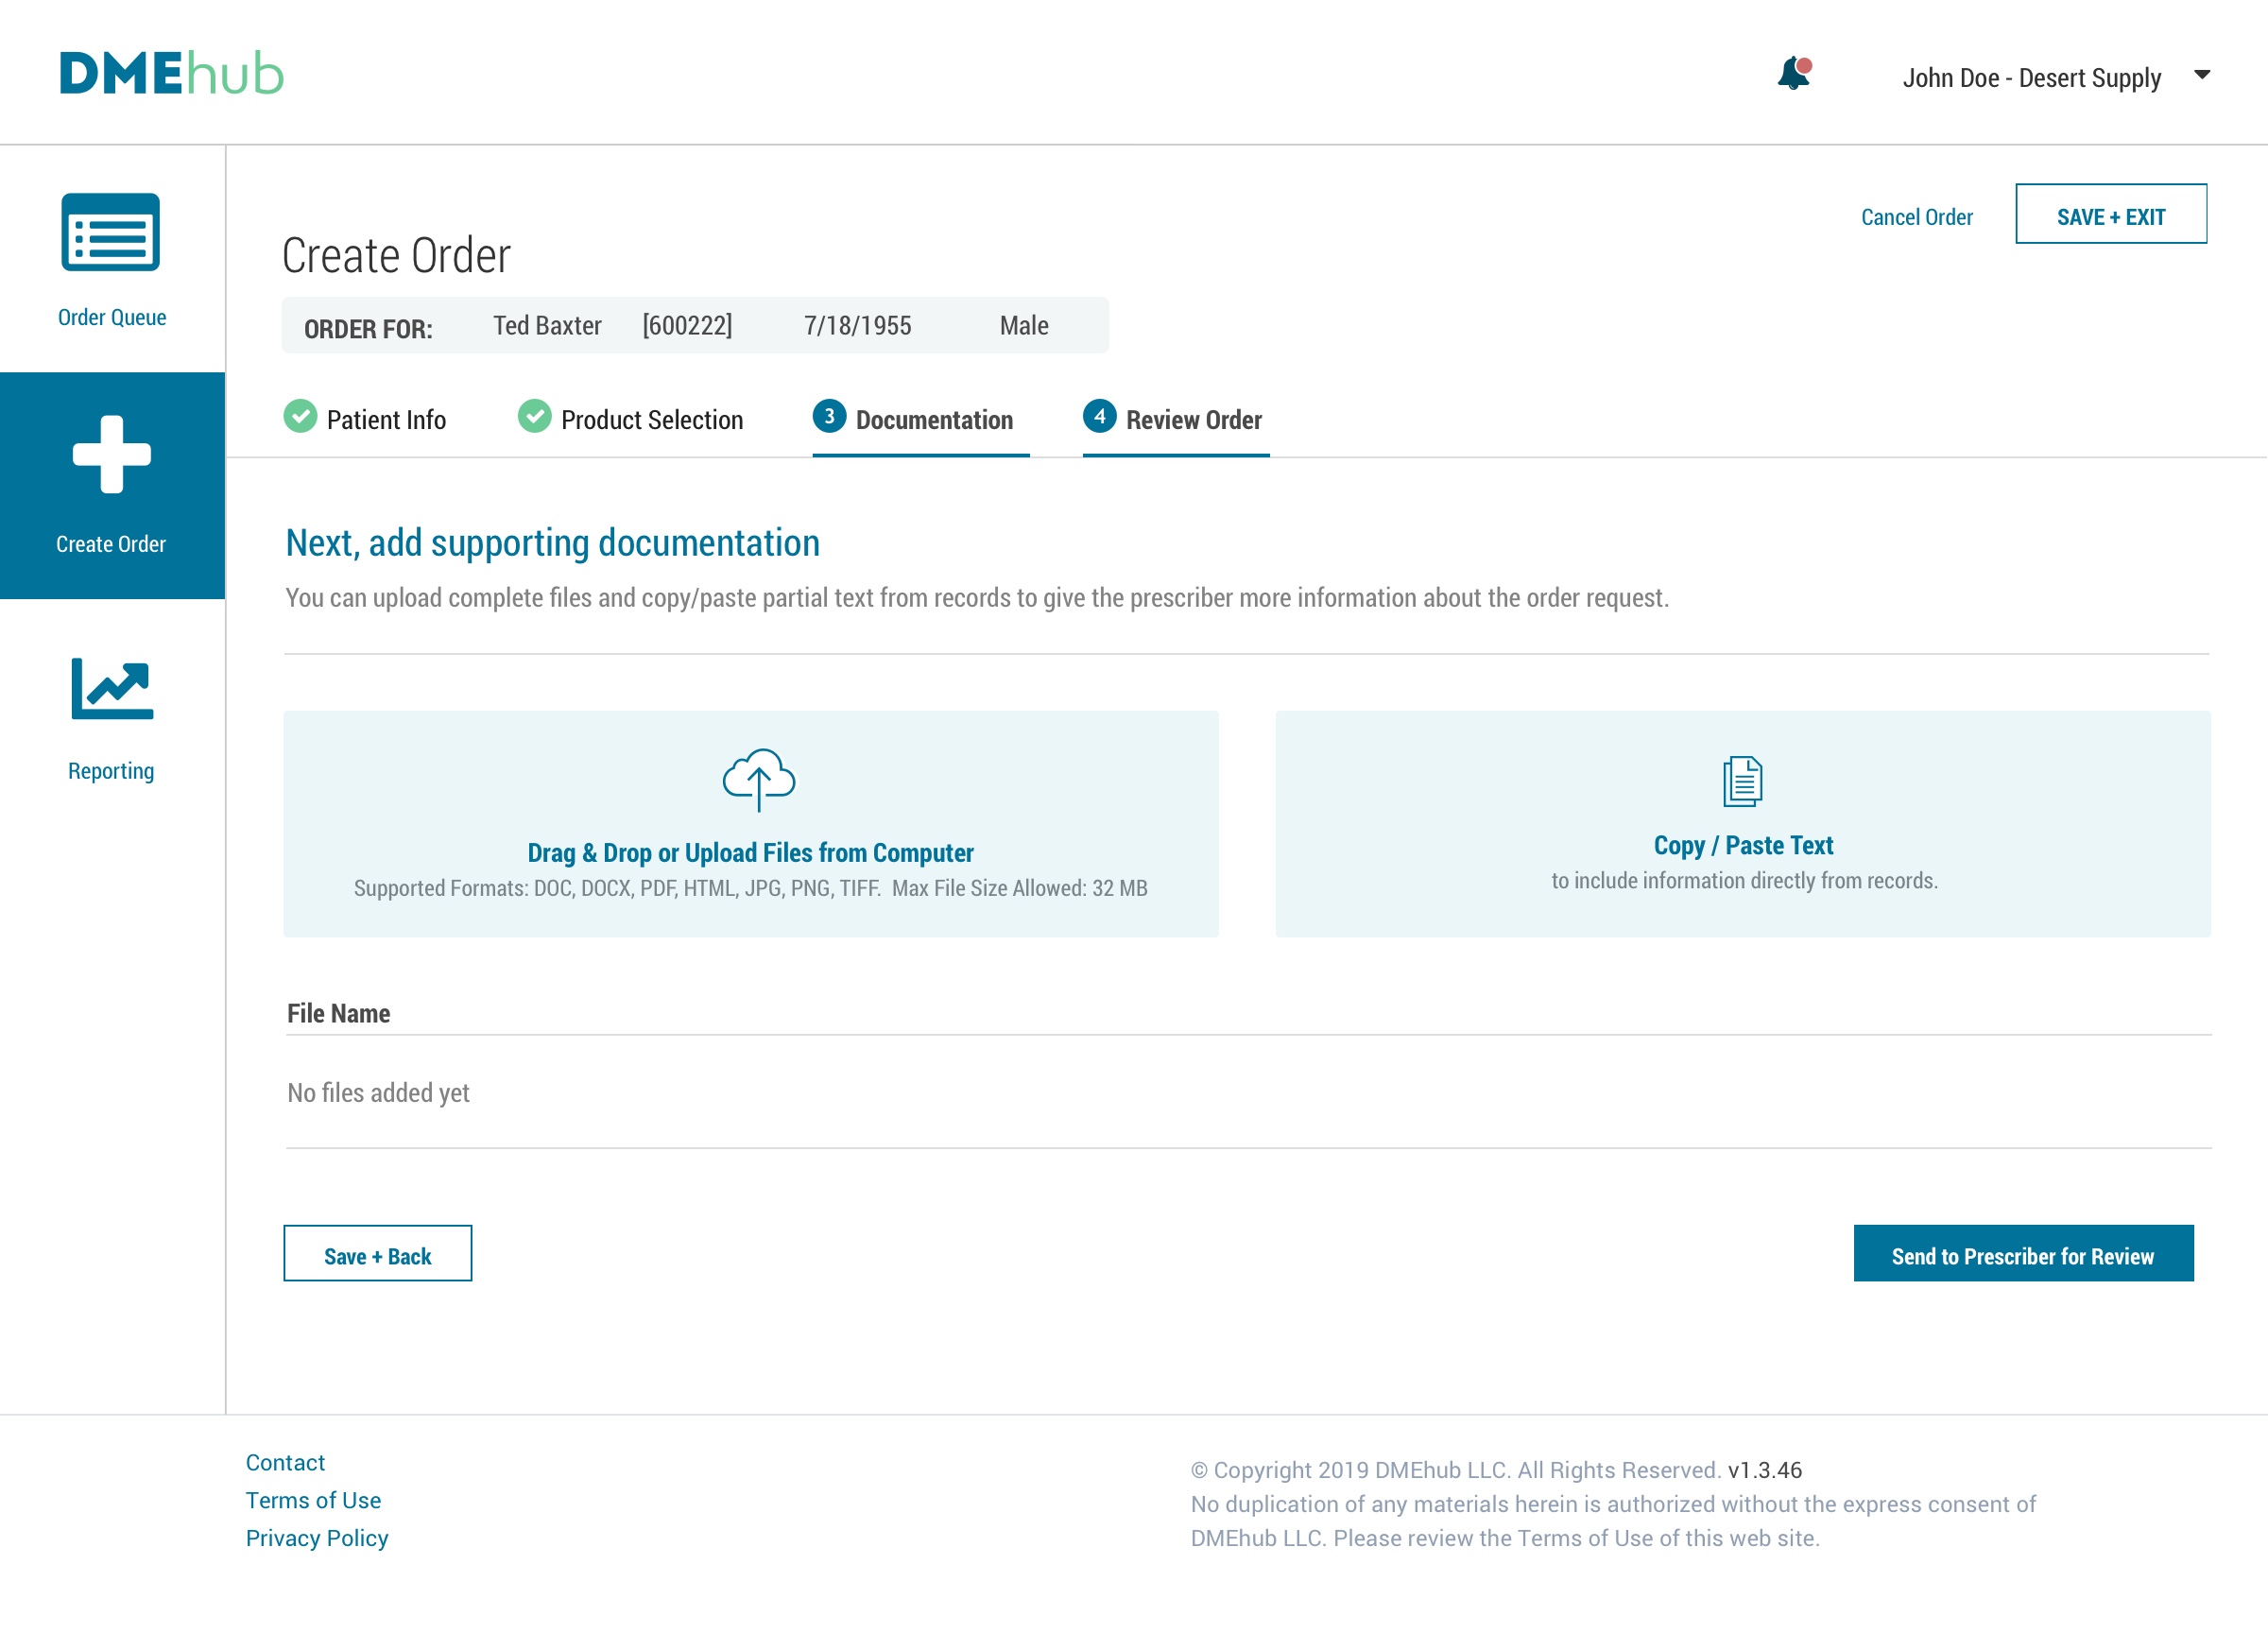 DMEhub
John Doe - Desert Supply
Order Queue
Create Order
Reporting
Cancel Order
SAVE + EXIT
Create Order
ORDER FOR: Ted Baxter [600222] 7/18/1955 Male
Patient Info
Product Selection
3 Documentation
4 Review Order
Next, add supporting documentation
You can upload complete files and copy/paste partial text from records to give the prescriber more information about the order request.
Drag & Drop or Upload Files from Computer
Supported Formats: DOC, DOCX, PDF, HTML, JPG, PNG, TIFF. Max File Size Allowed: 32 MB
Copy / Paste Text
to include information directly from records.
File Name
No files added yet
Save + Back
Send to Prescriber for Review
Contact
Terms of Use
Privacy Policy
© Copyright 2019 DMEhub LLC. All Rights Reserved. v1.3.46
No duplication of any materials herein is authorized without the express consent of
DMEhub LLC. Please review the Terms of Use of this web site.